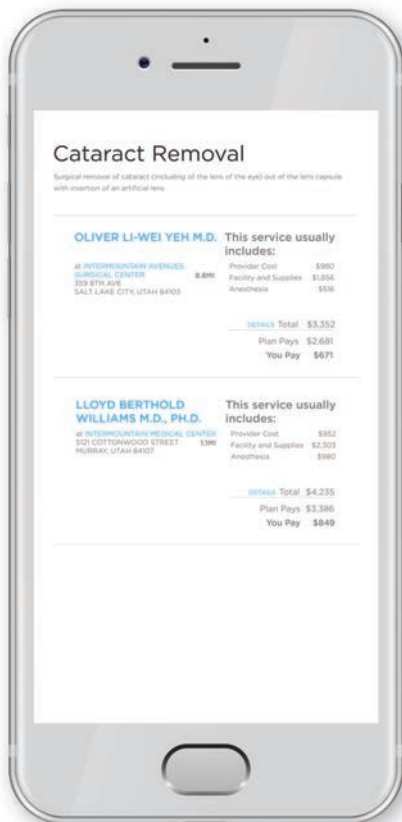 Cataract Removal
Surgical removal of cataract (including of the lens of the eye) out of the lens capsule
with insertion of an artificial lens
OLIVER LI-WEI YEH M.D.
at INTERMOUNTAIN AVENUES
SURGICAL CENTER 8.8MI
359 8TH AVE
SALT LAKE CITY, UTAH 84103
This service usually
includes:
Provider Cost $980
Facility and Supplies $1,856
Anesthesia $516
DETAILS Total $3,352
Plan Pays $2,681
You Pay $671
LLOYD BERTHOLD
WILLIAMS M.D., PH.D.
at INTERMOUNTAIN MEDICAL CENTER
5121 COTTONWOOD STREET 1.1MI
MURRAY, UTAH 84107
This service usually
includes:
Provider Cost $952
Facility and Supplies $2,303
Anesthesia $980
DETAILS Total $4,235
Plan Pays $3,386
You Pay $849